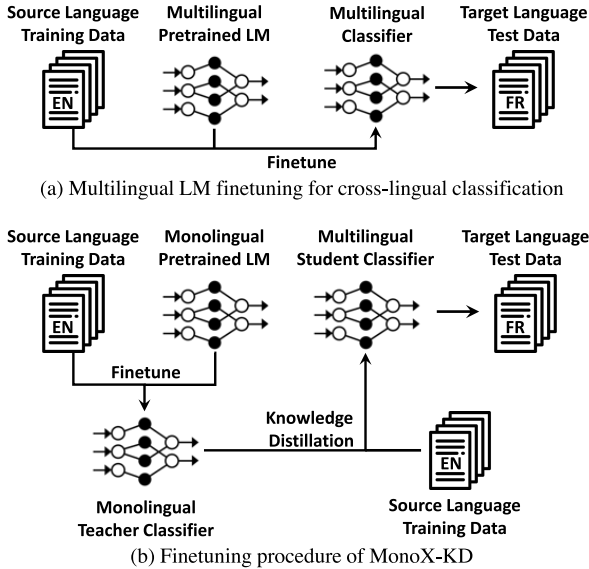 Source Language
Training Data
Multilingual
Pretrained LM
Multilingual
Classifier
Target Language
Test Data
EN
FR
Finetune
(a) Multilingual LM finetuning for cross-lingual classification
Source Language
Training Data
Monolingual
Pretrained LM
Multilingual
Student Classifier
Target Language
Test Data
EN
FR
Finetune
Knowledge
Distillation
EN
Monolingual
Teacher Classifier
Source Language
Training Data
(b) Finetuning procedure of MonoX-KD